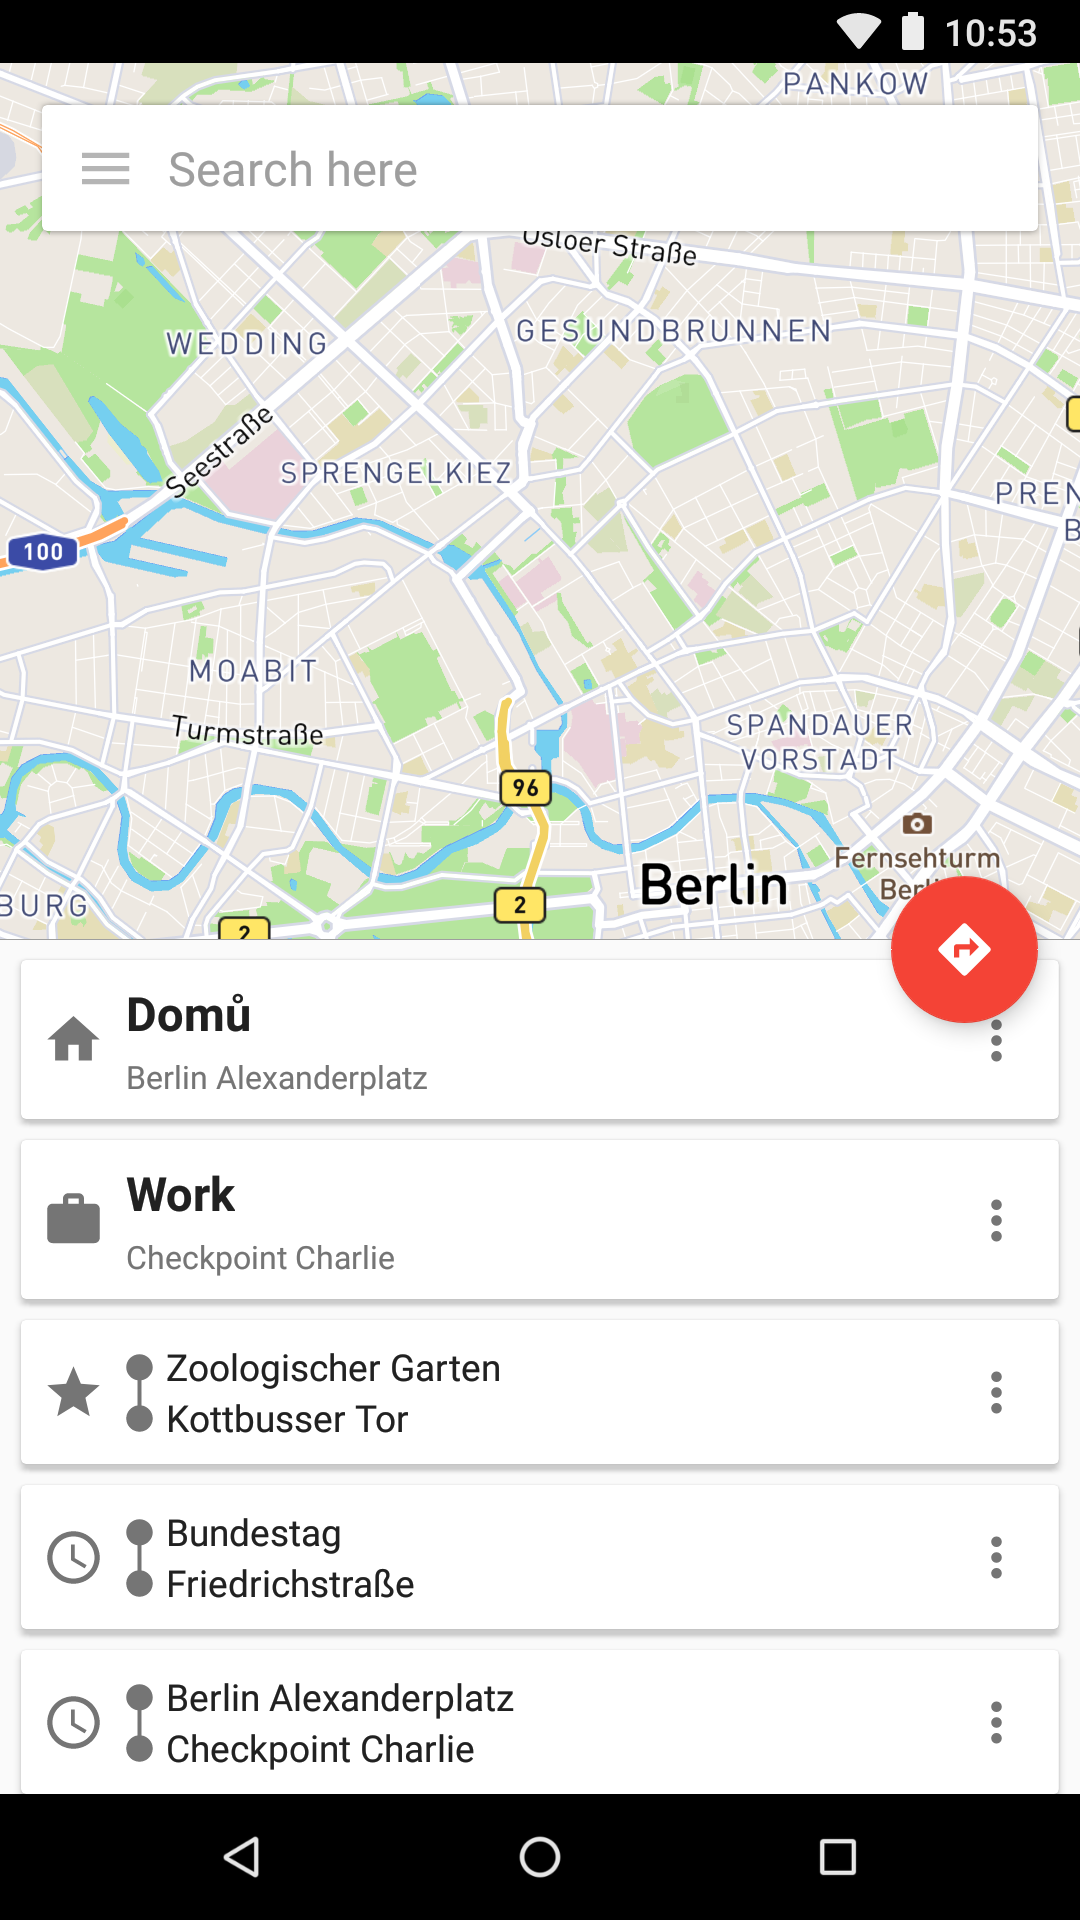 10:53
PANKOW
Search here
Osloer Straße
WEDDING
GESUNDBRUNNEN
Seestraße
SPRENGELKIEZ
PREN
B
100
MOABIT
Turmstraße
SPANDAUER
VORSTADT
96
Fernsehturm
Berl
Berlin
BURG
2
2
Domů
Berlin Alexanderplatz
Work
Checkpoint Charlie
Zoologischer Garten
Kottbusser Tor
Bundestag
Friedrichstraße
Berlin Alexanderplatz
Checkpoint Charlie